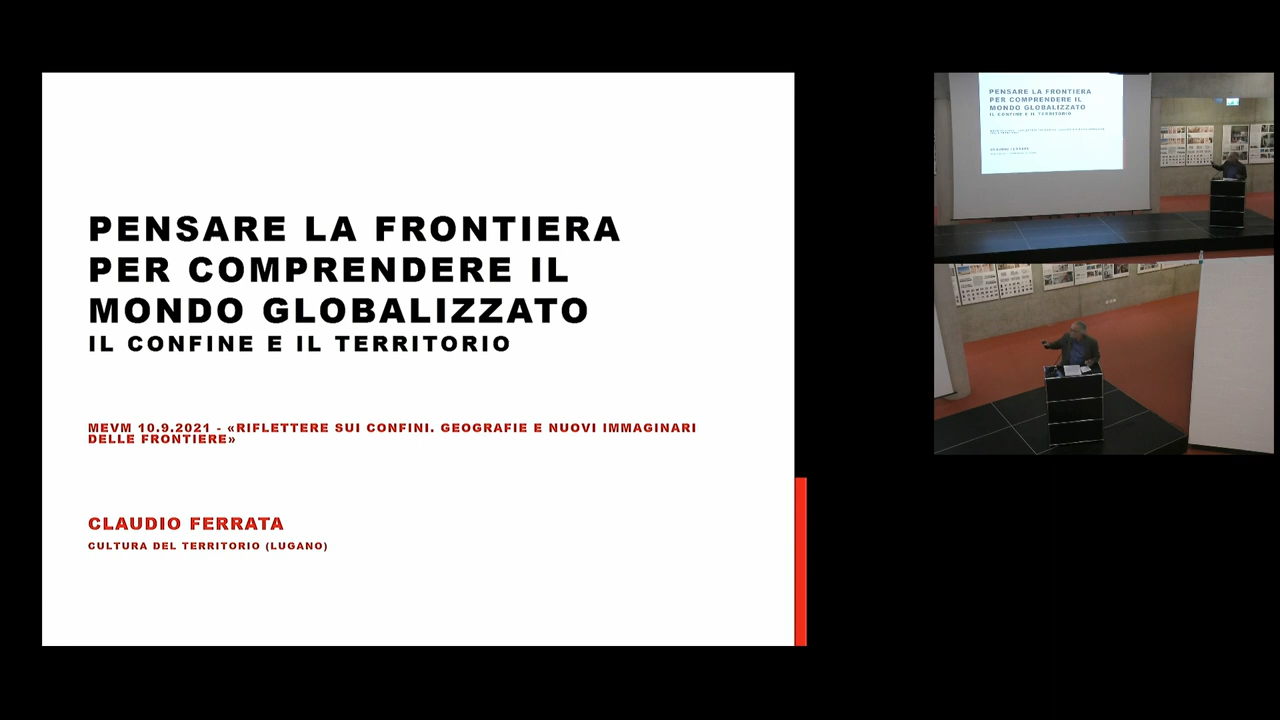 PENSARE LA FRONTIERA
PER COMPRENDERE IL
MONDO GLOBALIZZATO
IL CONFINE E IL TERRITORIO
MEVM 10.9.2021 - «RIFLETTERE SUI CONFINI. GEOGRAFIE E NUOVI IMMAGINARI
DELLE FRONTIERE»
CLAUDIO FERRATA
CULTURA DEL TERRITORIO (LUGANO)
PENSARE LA FRONTIERA
PER COMPRENDERE IL
MONDO GLOBALIZZATO
IL CONFINE E IL TERRITORIO